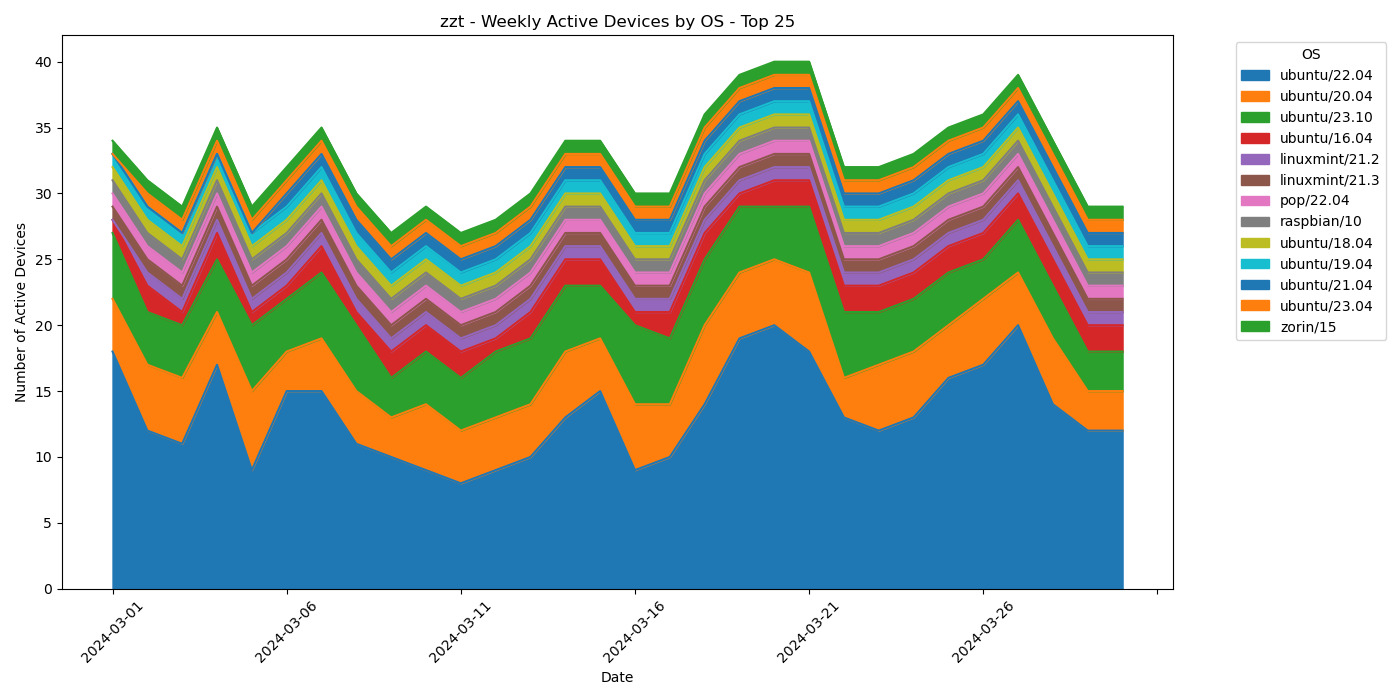 zzt - Weekly Active Devices by OS - Top 25
Number of Active Devices
40
35
30
25
20
15
10
5
0
2024-03-01
2024-03-06
2024-03-11
2024-03-16
2024-03-21
2024-03-26
Date
OS
ubuntu/22.04
ubuntu/20.04
ubuntu/23.10
ubuntu/16.04
linuxmint/21.2
linuxmint/21.3
pop/22.04
raspbian/10
ubuntu/18.04
ubuntu/19.04
ubuntu/21.04
ubuntu/23.04
zorin/15